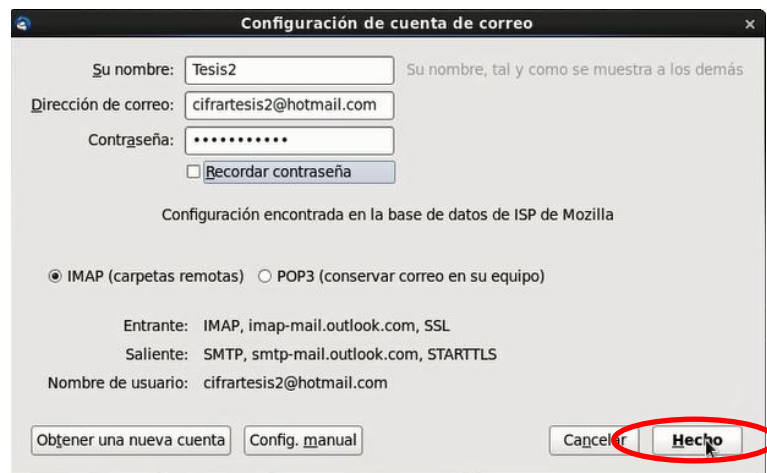 Configuración de cuenta de correo
Su nombre: Tesis2 Su nombre, tal y como se muestra a los demás
Dirección de correo: cifrartesis2@hotmail.com
Contraseña: •••••••••••
Recordar contraseña
Configuración encontrada en la base de datos de ISP de Mozilla
IMAP (carpetas remotas) POP3 (conservar correo en su equipo)
Entrante: IMAP, imap-mail.outlook.com, SSL
Saliente: SMTP, smtp-mail.outlook.com, STARTTLS
Nombre de usuario: cifrartesis2@hotmail.com
Obtener una nueva cuenta Config. manual Cancelar Hecho